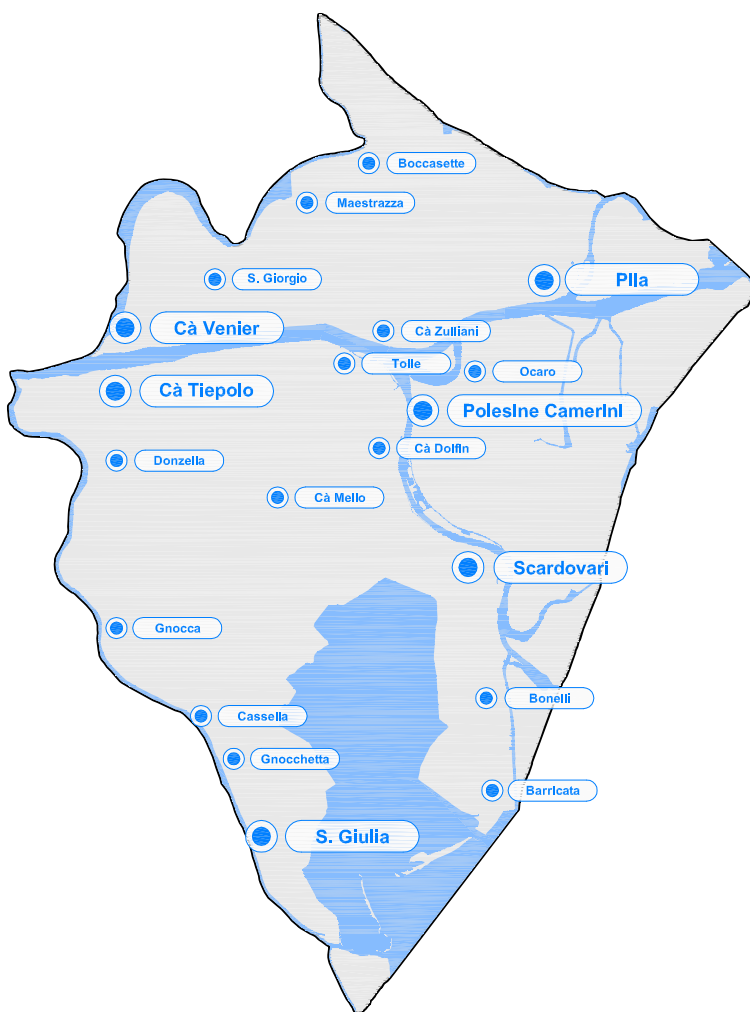 Boccasette
Maestrazza
S. Giorgio
PIla
Cà Venier
Cà Zulliani
Tolle
Ocaro
Cà Tiepolo
PolesIne CamerInI
Cà DolfIn
Donzella
Cà Mello
Scardovari
Gnocca
Bonelli
Cassella
Gnocchetta
BarrIcata
S. Giulia